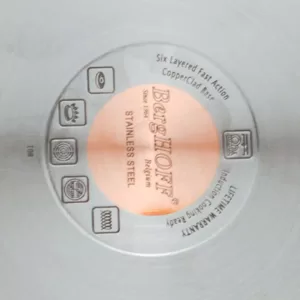 Six Layered Fast Action
CopperClad Base
BergHOFF®
Since 1994
Belgium
STAINLESS STEEL
Induction Cooking Ready
LIFETIME WARRANTY